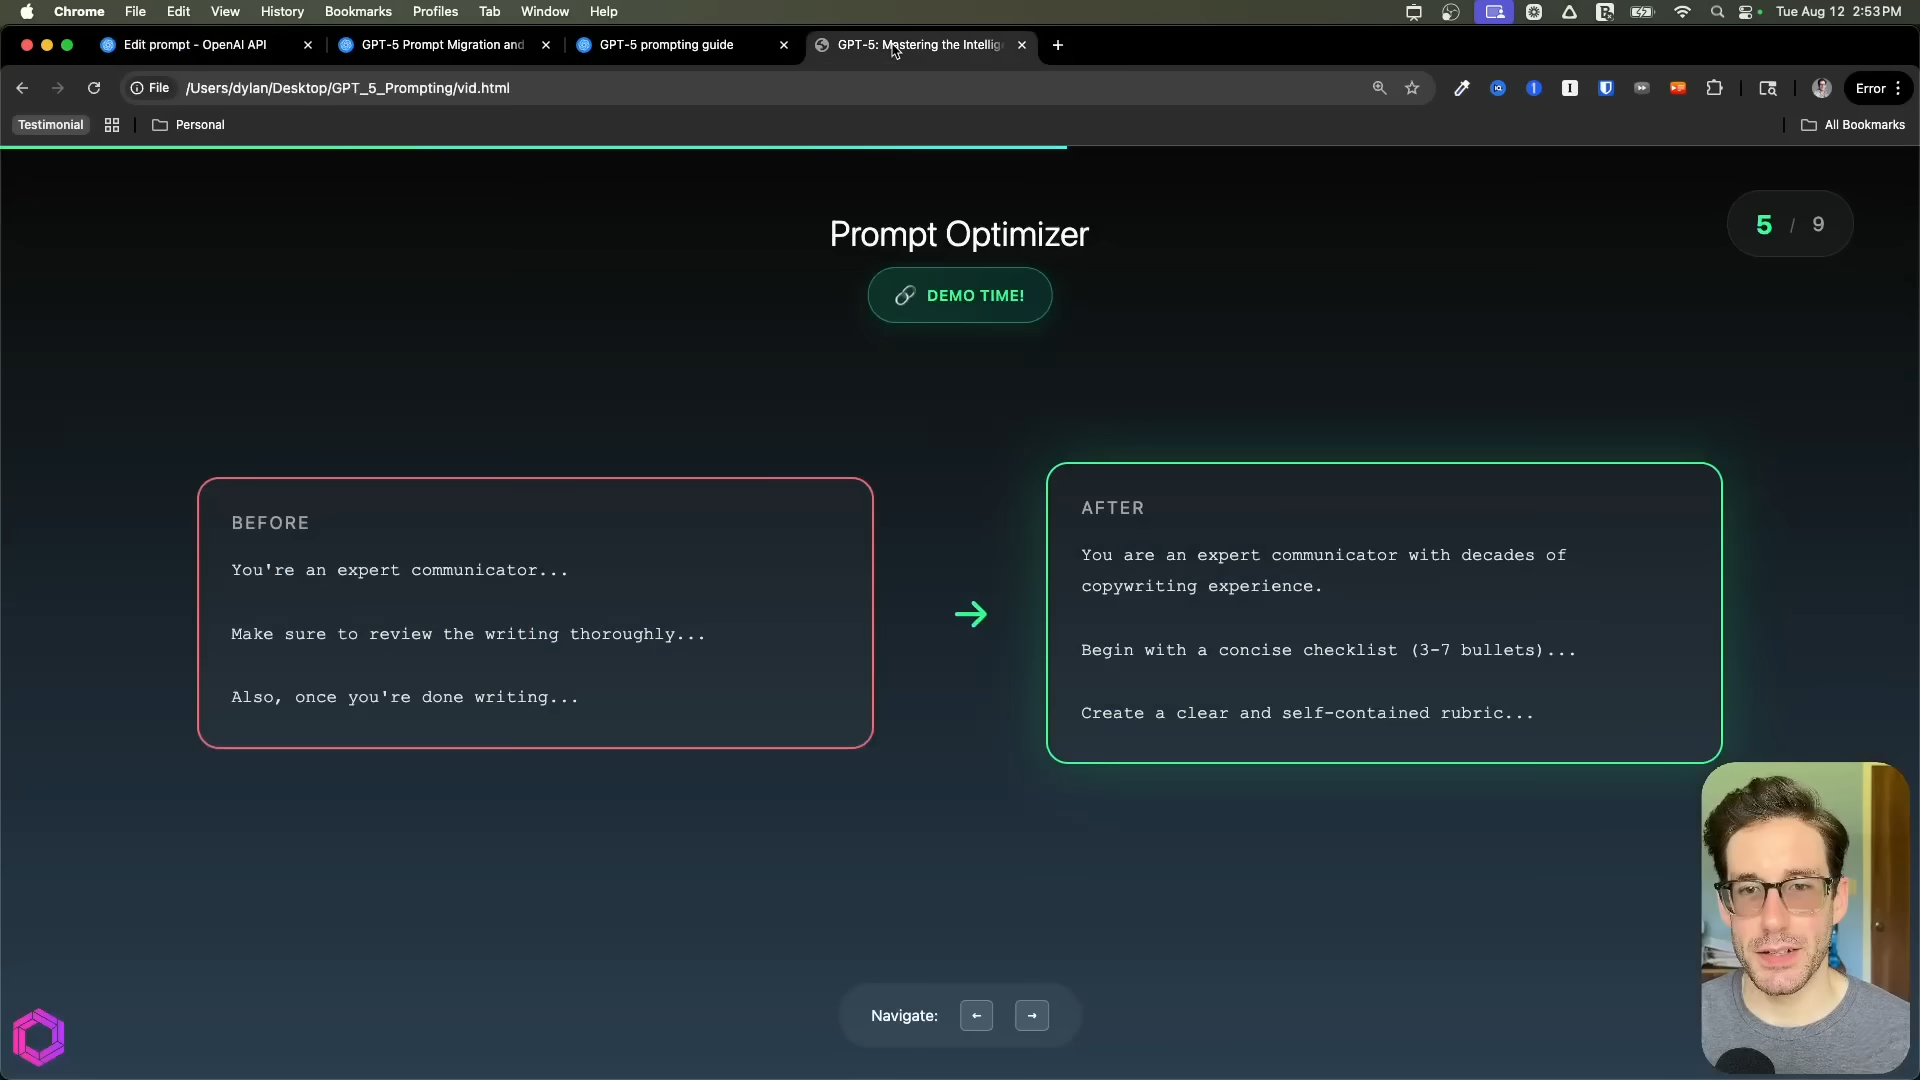 Chrome File Edit View History Bookmarks Profiles Tab Window Help
Tue Aug 12 2:53 PM
Edit prompt - OpenAI API
GPT-5 Prompt Migration and
GPT-5 prompting guide
GPT-5: Mastering the Intellig
File /Users/dylan/Desktop/GPT_5_Prompting/vid.html
Error
Testimonial
Personal
All Bookmarks
5 / 9
Prompt Optimizer
DEMO TIME!
BEFORE
You're an expert communicator...
Make sure to review the writing thoroughly...
Also, once you're done writing...
AFTER
You are an expert communicator with decades of
copywriting experience.
Begin with a concise checklist (3-7 bullets)...
Create a clear and self-contained rubric...
Navigate: ← →